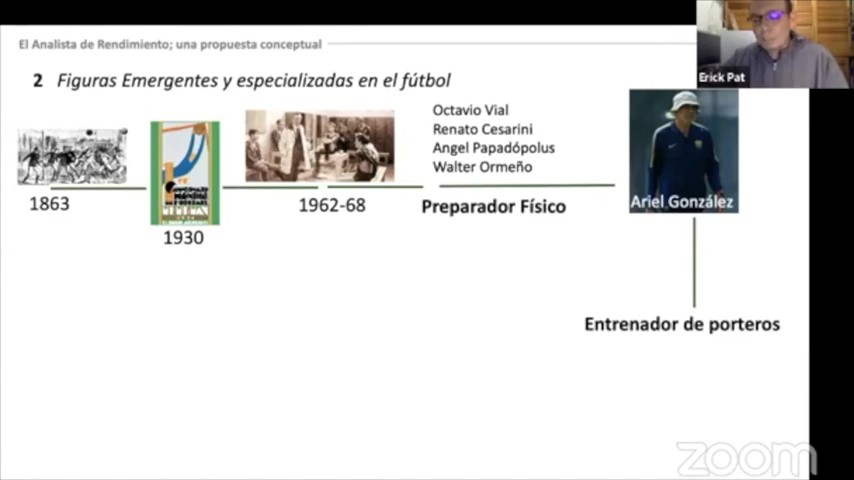 El Analista de Rendimiento; una propuesta conceptual
Erick Pat
2 Figuras Emergentes y especializadas en el fútbol
Octavio Vial
Renato Cesarini
Angel Papadópolus
Walter Ormeño
1863
1930
1962-68
Preparador Físico
Ariel González
Entrenador de porteros
zoom